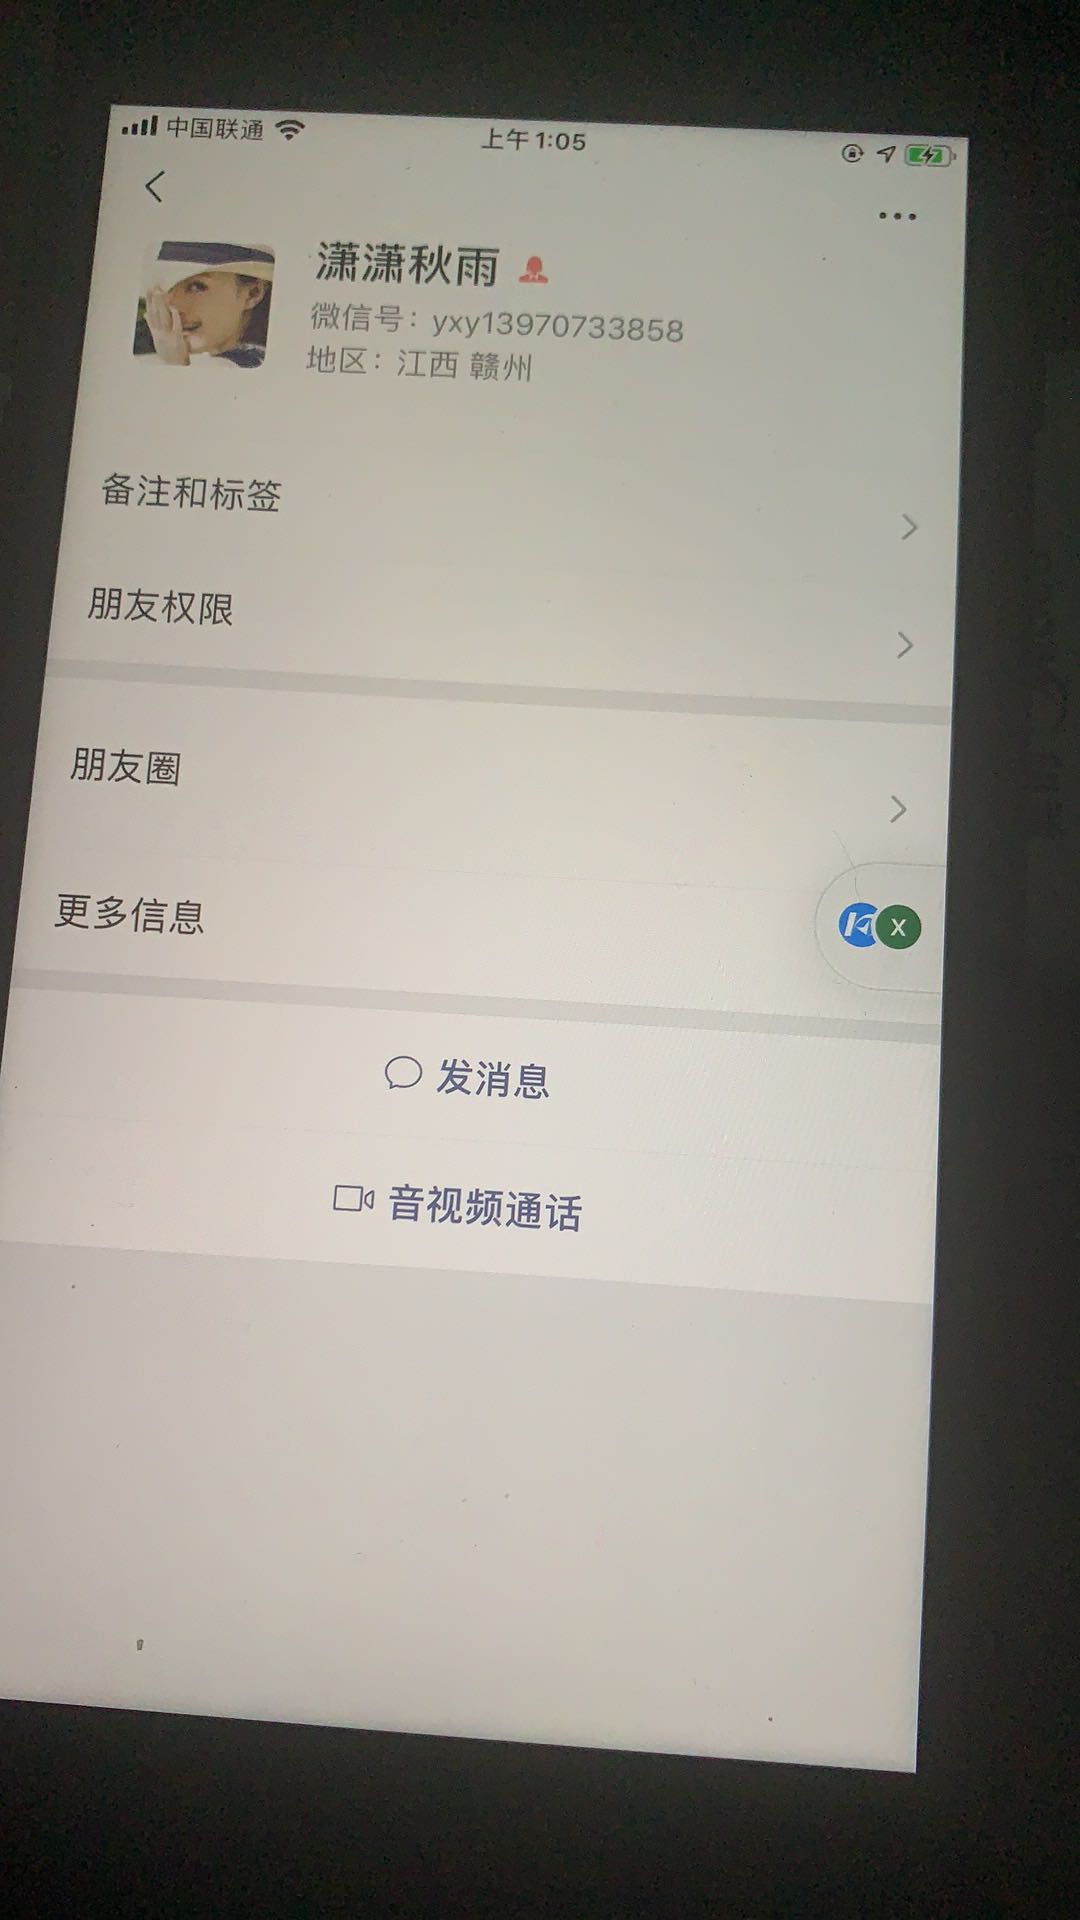 中国联通 上午1:05
潇潇秋雨
微信号：yxy13970733858
地区：江西 赣州
备注和标签
朋友权限
朋友圈
更多信息
X
发消息
音视频通话